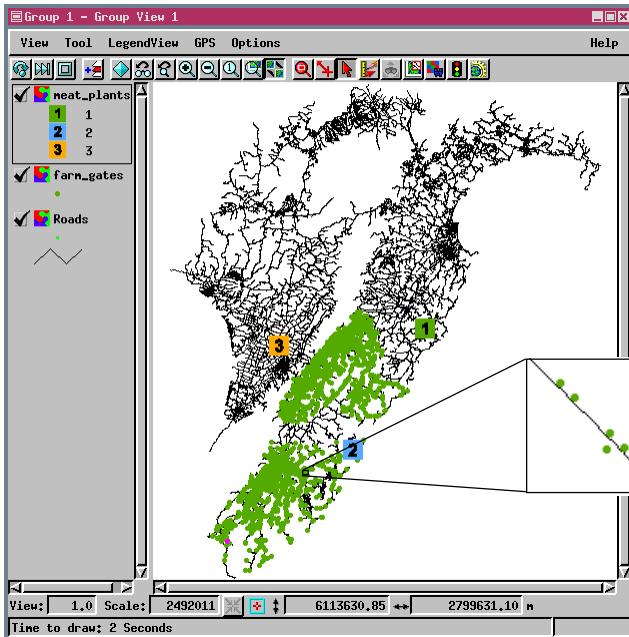 Group 1 - Group View 1
View Tool LegendView GPS Options Help
meat_plants
1 1
2 2
3 3
farm_gates
Roads
1
3
2
View: 1.0 Scale: 2492011 6113630.85 2799631.10 m
Time to draw: 2 Seconds